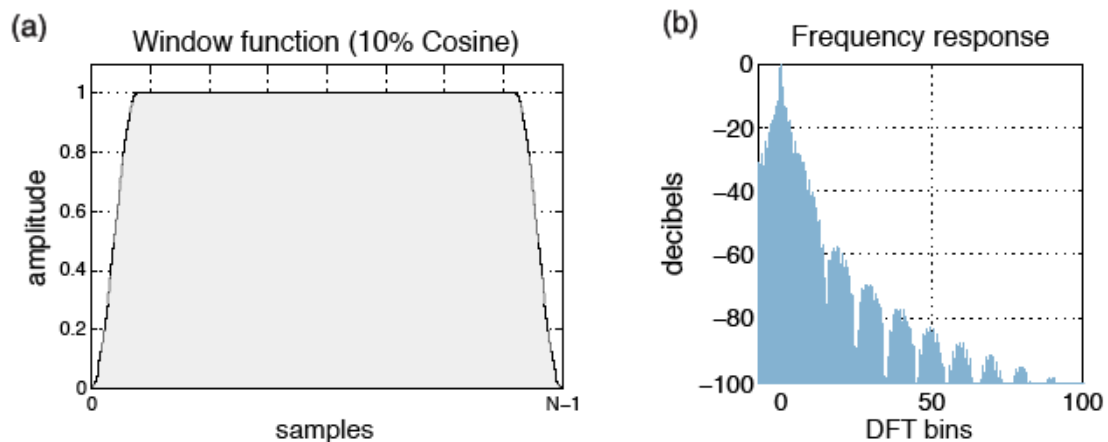 (a)
Window function (10% Cosine)
1
0.8
0.6
0.4
0.2
0
amplitude
0
N−1
samples
(b)
Frequency response
0
−20
−40
−60
−80
−100
decibels
0
50
100
DFT bins